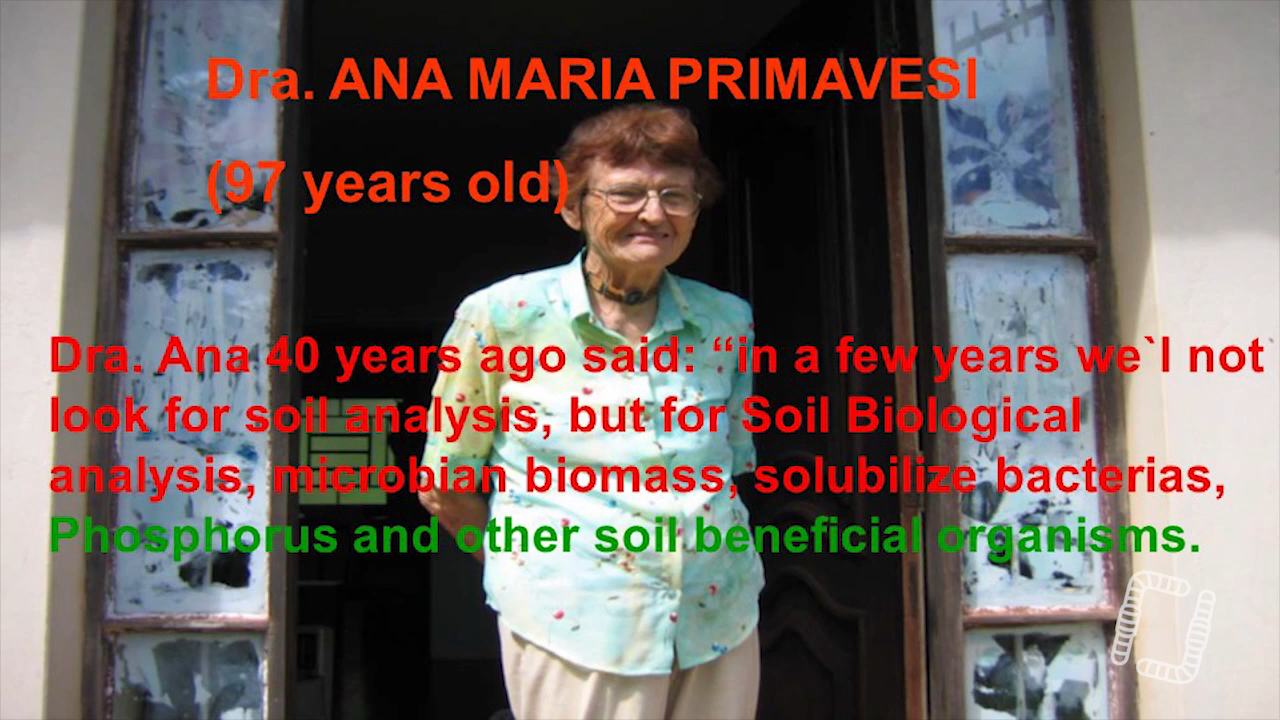 Dra. ANA MARIA PRIMAVESI
(97 years old)
Dra. Ana 40 years ago said: “in a few years we`l not
look for soil analysis, but for Soil Biological
analysis, microbian biomass, solubilize bacterias,
Phosphorus and other soil beneficial organisms.